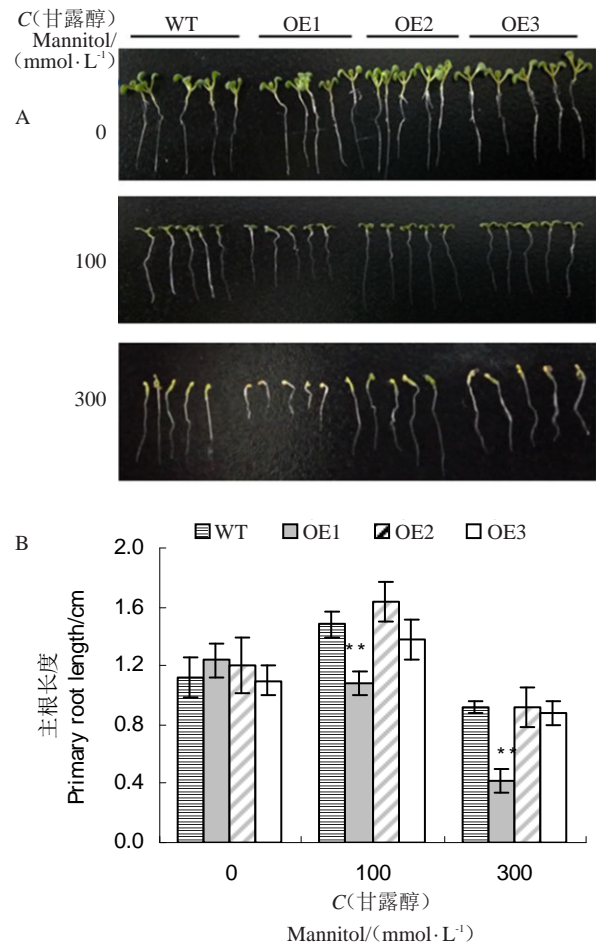 C(甘露醇)
Mannitol/
(mmol·L⁻¹)
WT OE1 OE2 OE3
A
0
100
300
B
WT OE1 OE2 OE3
主根长度
Primary root length/cm
2.0
1.6
1.2
0.8
0.4
0.0
**
**
0 100 300
C(甘露醇)
Mannitol/(mmol·L⁻¹)